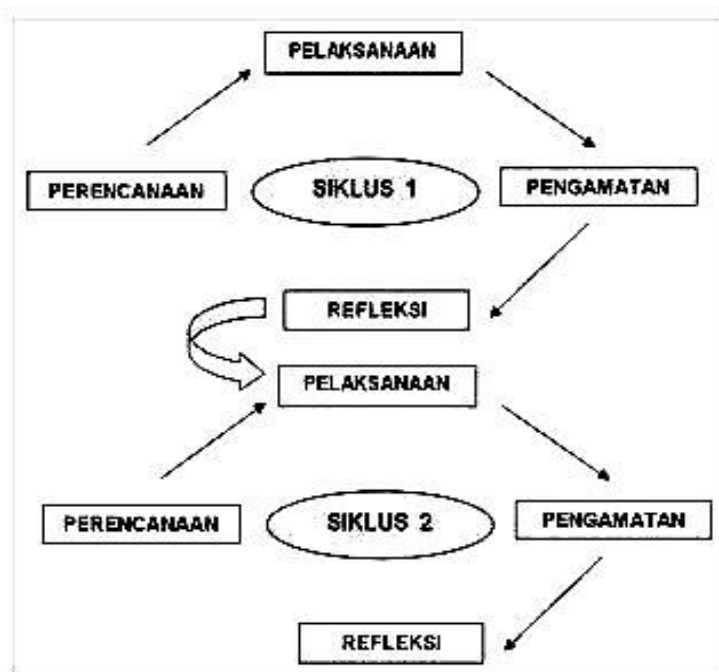 PELAKSANAAN
PERENCANAAN
SIKLUS 1
PENGAMATAN
REFLEKSI
PELAKSANAAN
PERENCANAAN
SIKLUS 2
PENGAMATAN
REFLEKSI